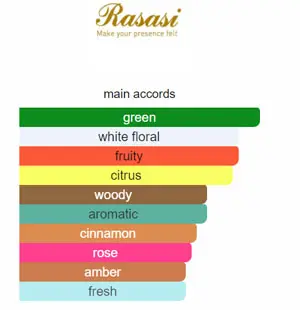 Rasasi
Make your presence felt
main accords
green
white floral
fruity
citrus
woody
aromatic
cinnamon
rose
amber
fresh